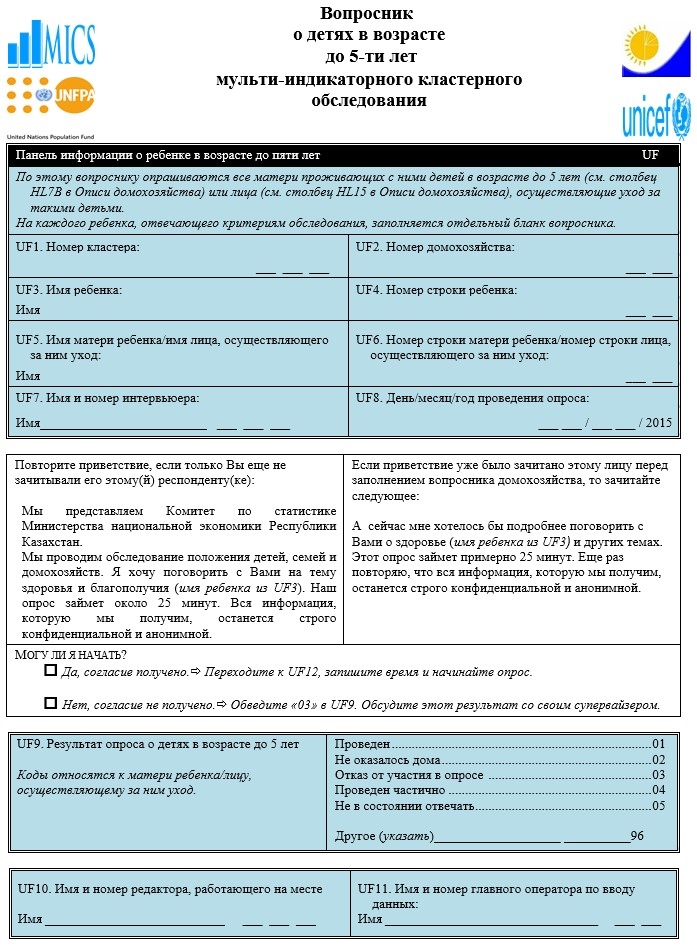 Вопросник
о детях в возрасте
до 5-ти лет
мульти-индикаторного кластерного
обследования
MICS
UNFPA
United Nations Population Fund
unicef
Панель информации о ребенке в возрасте до пяти лет UF
По этому вопроснику опрашиваются все матери проживающих с ними детей в возрасте до 5 лет (см. столбец
HL7B в Описи домохозяйства) или лица (см. столбец HL15 в Описи домохозяйства), осуществляющие уход за
такими детьми.
На каждого ребенка, отвечающего критериям обследования, заполняется отдельный бланк вопросника.
UF1. Номер кластера:
___ ___ ___
UF2. Номер домохозяйства:
___ ___
UF3. Имя ребенка:
Имя
UF4. Номер строки ребенка:
___ ___
UF5. Имя матери ребенка/имя лица, осуществляющего
за ним уход:
Имя
UF6. Номер строки матери ребенка/номер строки лица,
осуществляющего за ним уход:
___ ___
UF7. Имя и номер интервьюера:
Имя__________________________ ___ ___ ___
UF8. День/месяц/год проведения опроса:
___ ___ / ___ ___ / 2015
Повторите приветствие, если только Вы еще не
зачитывали его этому(й) респонденту(ке):
Мы представляем Комитет по статистике
Министерства национальной экономики Республики
Казахстан.
Мы проводим обследование положения детей, семей и
домохозяйств. Я хочу поговорить с Вами на тему
здоровья и благополучия (имя ребенка из UF3). Наш
опрос займет около 25 минут. Вся информация,
которую мы получим, останется строго
конфиденциальной и анонимной.
Если приветствие уже было зачитано этому лицу перед
заполнением вопросника домохозяйства, то зачитайте
следующее:
А сейчас мне хотелось бы подробнее поговорить с
Вами о здоровье (имя ребенка из UF3) и других темах.
Этот опрос займет примерно 25 минут. Еще раз
повторяю, что вся информация, которую мы получим,
останется строго конфиденциальной и анонимной.
МОГУ ЛИ Я НАЧАТЬ?
☐ Да, согласие получено.⇨ Переходите к UF12, запишите время и начинайте опрос.
☐ Нет, согласие не получено.⇨ Обведите «03» в UF9. Обсудите этот результат со своим супервайзером.
UF9. Результат опроса о детях в возрасте до 5 лет
Коды относятся к матери ребенка/лицу,
осуществляющему за ним уход.
Проведен........................................................01
Не оказалось дома........................................................02
Отказ от участия в опросе ........................................................03
Проведен частично ........................................................04
Не в состоянии отвечать........................................................05
Другое (указать)____________________ ___________96
UF10. Имя и номер редактора, работающего на месте
Имя ____________________________ ___ ___ ___
UF11. Имя и номер главного оператора по вводу
данных:
Имя __________________________________ ___ ___